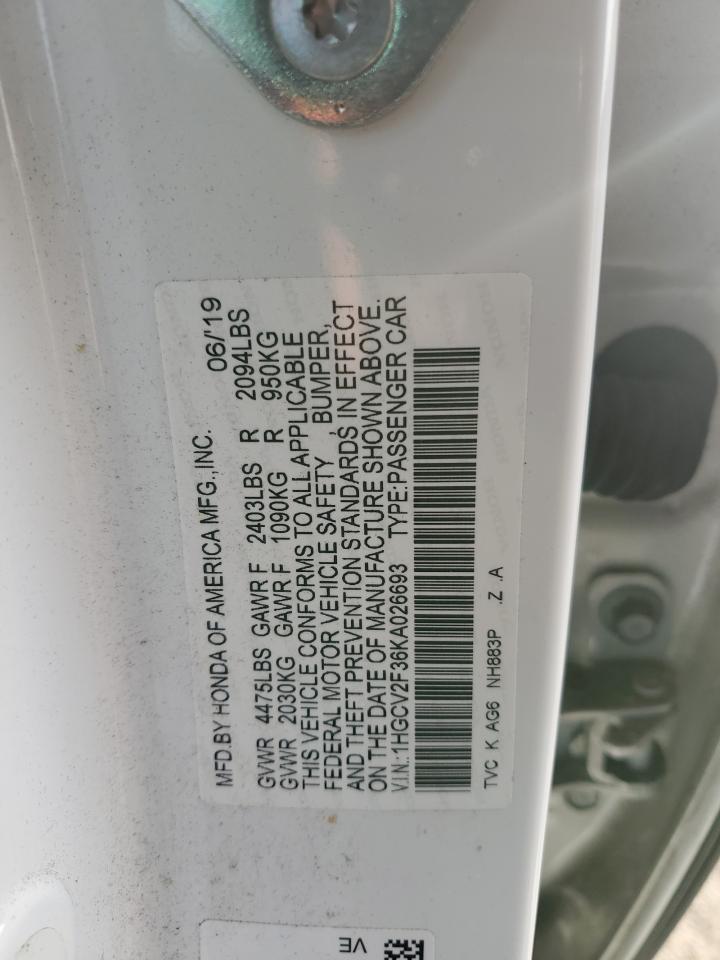 MFD.BY HONDA OF AMERICA MFG.,INC. 06/'19
GVWR 4475LBS GAWR F 2403LBS R 2094LBS
GVWR 2030KG GAWR F 1090KG R 950KG
THIS VEHICLE CONFORMS TO ALL APPLICABLE
FEDERAL MOTOR VEHICLE SAFETY, BUMPER,
AND THEFT PREVENTION STANDARDS IN EFFECT
ON THE DATE OF MANUFACTURE SHOWN ABOVE.
V.I.N.:1HGCV2F36KA026693 TYPE:PASSENGER CAR
TVC K AG6 NH883P .Z .A
VE